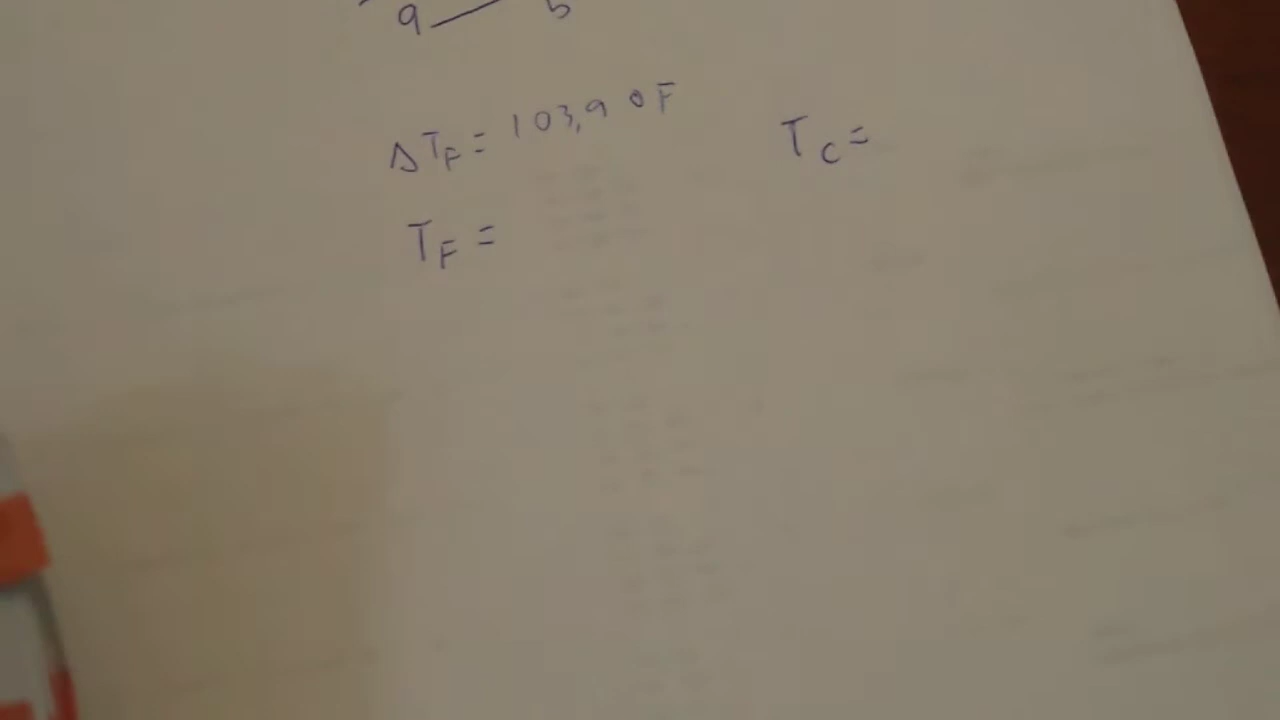 9 5
ΔT_F = 103,9 °F T_C =
T_F =